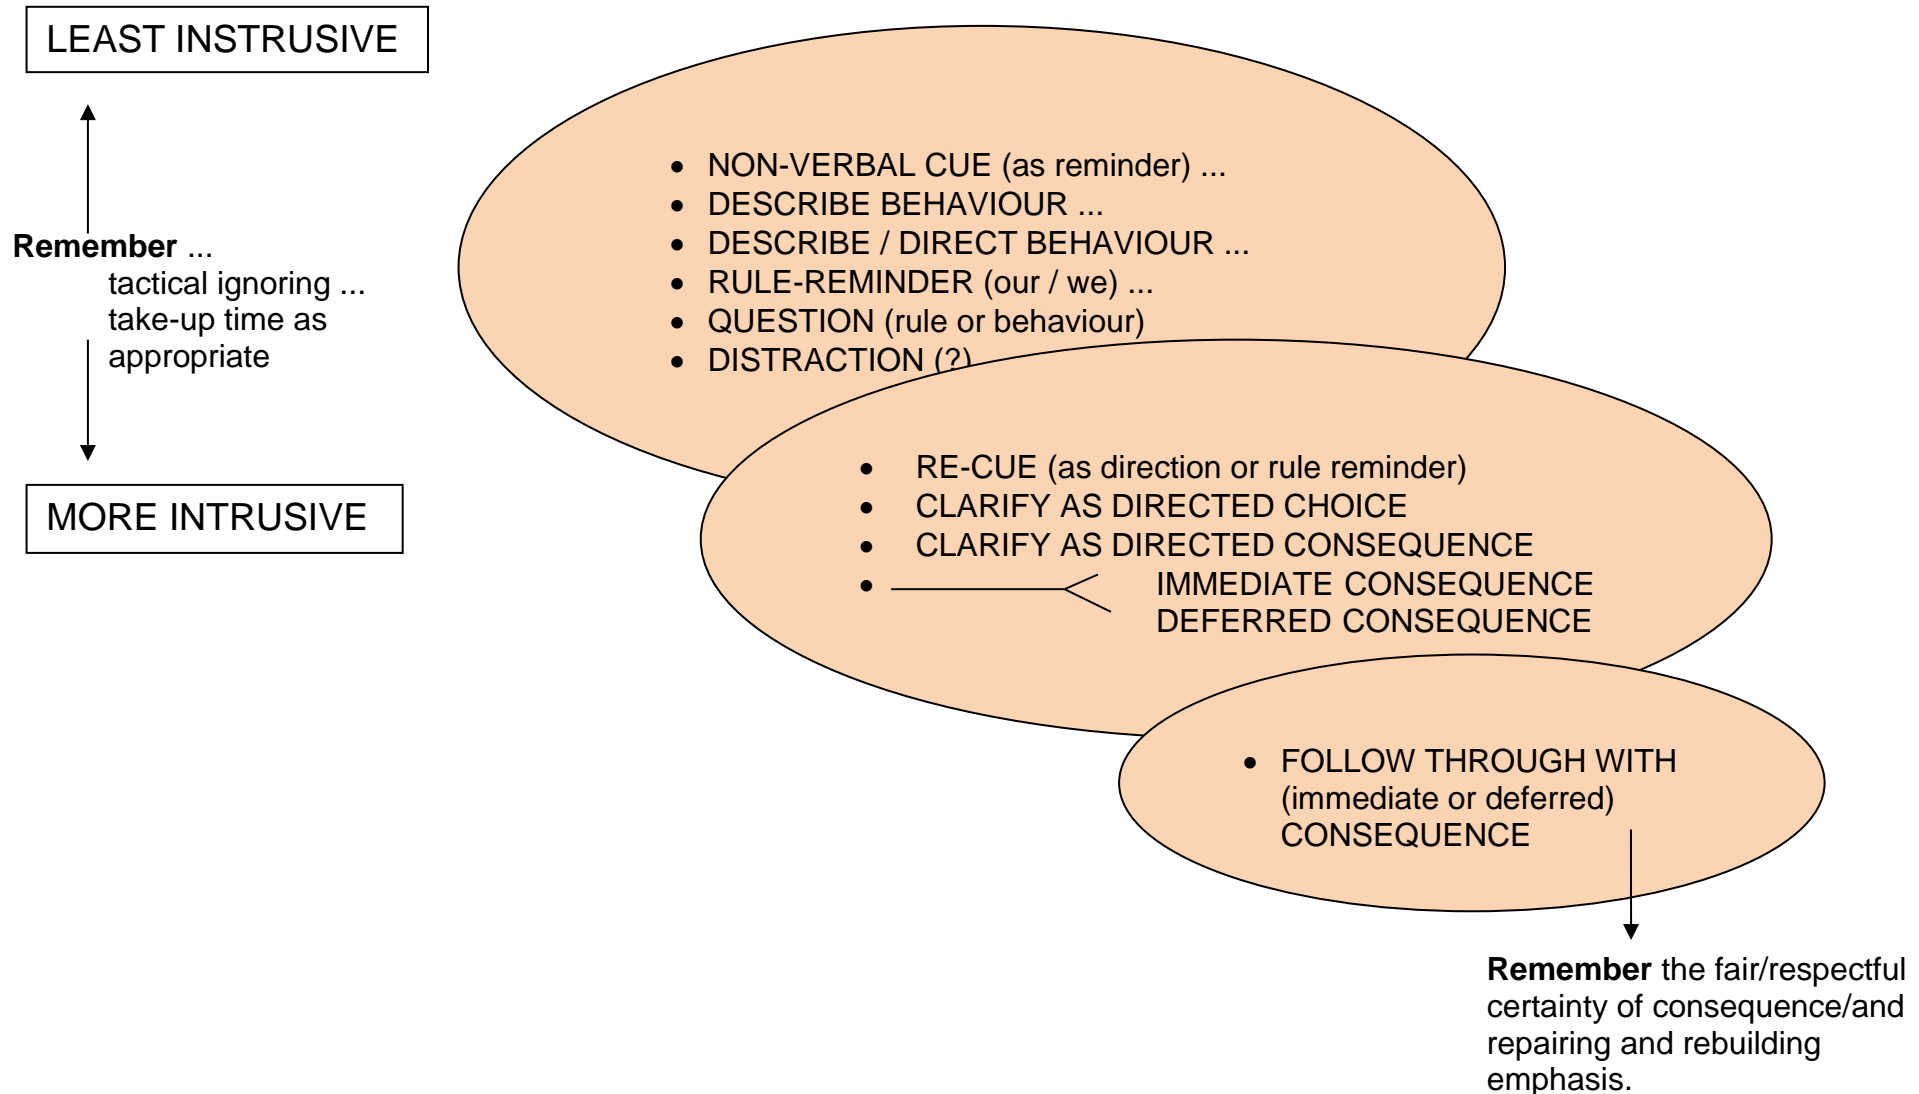 LEAST INSTRUSIVE
Remember ...
tactical ignoring ...
take-up time as
appropriate
MORE INTRUSIVE
• NON-VERBAL CUE (as reminder) ...
• DESCRIBE BEHAVIOUR ...
• DESCRIBE / DIRECT BEHAVIOUR ...
• RULE-REMINDER (our / we) ...
• QUESTION (rule or behaviour)
• DISTRACTION (?)
• RE-CUE (as direction or rule reminder)
• CLARIFY AS DIRECTED CHOICE
• CLARIFY AS DIRECTED CONSEQUENCE
• IMMEDIATE CONSEQUENCE
DEFERRED CONSEQUENCE
• FOLLOW THROUGH WITH
(immediate or deferred)
CONSEQUENCE
Remember the fair/respectful
certainty of consequence/and
repairing and rebuilding
emphasis.